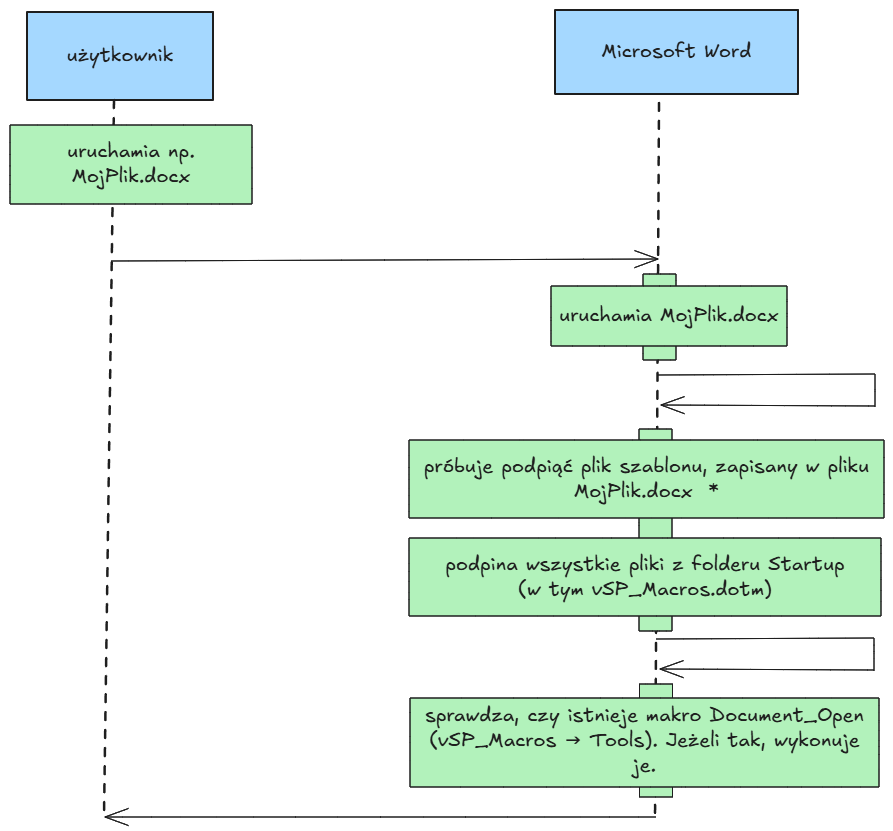 użytkownik
Microsoft Word
uruchamia np.
MojPlik.docx
uruchamia MojPlik.docx
próbuje podpiąć plik szablonu, zapisany w pliku
MojPlik.docx *
podpina wszystkie pliki z folderu Startup
(w tym vSP_Macros.dotm)
sprawdza, czy istnieje makro Document_Open
(vSP_Macros → Tools). Jeżeli tak, wykonuje
je.